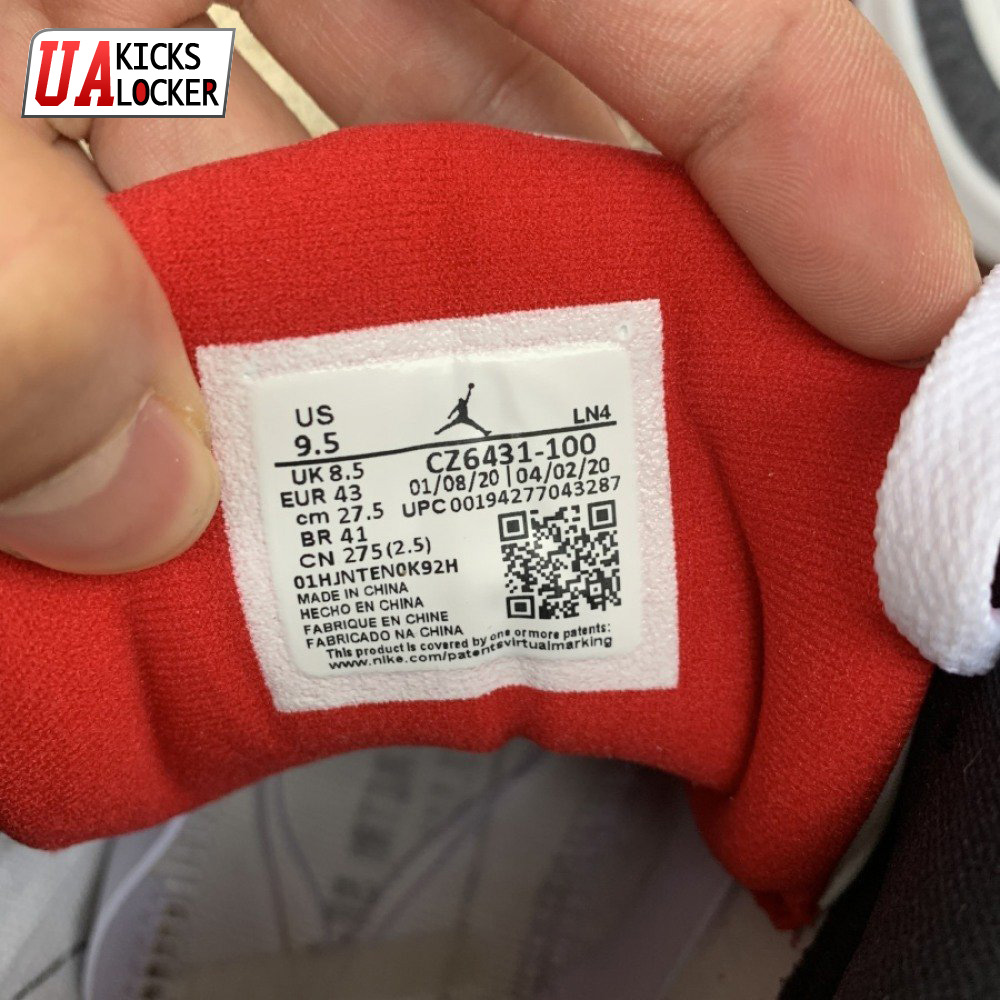 UA KICKS LOCKER
US
9.5
LN4
UK 8.5
EUR 43
cm 27.5
BR 41
CN 275(2.5)
CZ6431-100
01/08/20 | 04/02/20
UPC 00194277043287
01HJNTEN0K92H
MADE IN CHINA
HECHO EN CHINA
FABRIQUE EN CHINE
FABRICADO NA CHINA
This product is covered by one or more patents:
www.nike.com/patentsvirtualmarking